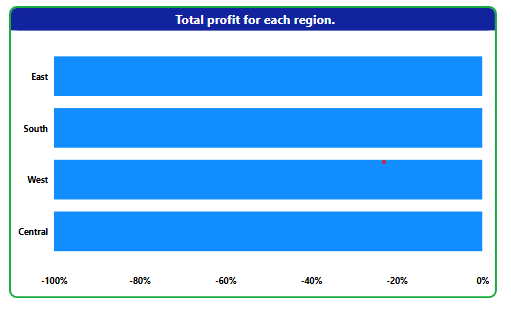 Total profit for each region.
East
South
West
Central
-100% -80% -60% -40% -20% 0%